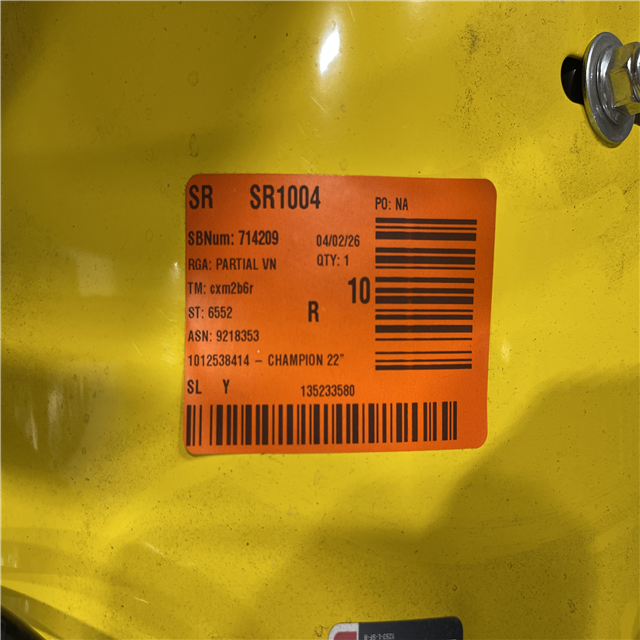 SR SR1004 PO: NA
SBNum: 714209 04/02/26
RGA: PARTIAL VN QTY: 1
TM: cxm2b6r 10
ST: 6552 R
ASN: 9218353
1012538414 – CHAMPION 22"
SL Y 135233580